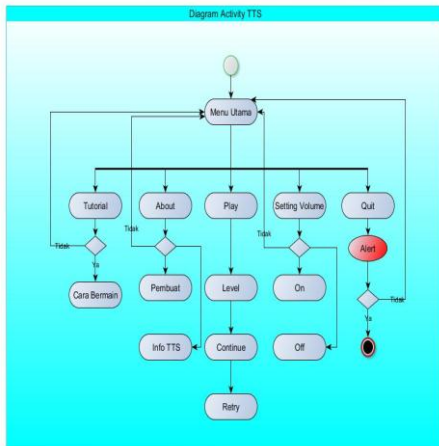 Diagram Activity TTS
Menu Utama
Tutorial
About
Play
Setting Volume
Quit
Tidak
Tidak
Tidak
Alert
Ya
Cara Bermain
Pembuat
Level
On
Tidak
Ya
Info TTS
Continue
Off
Retry